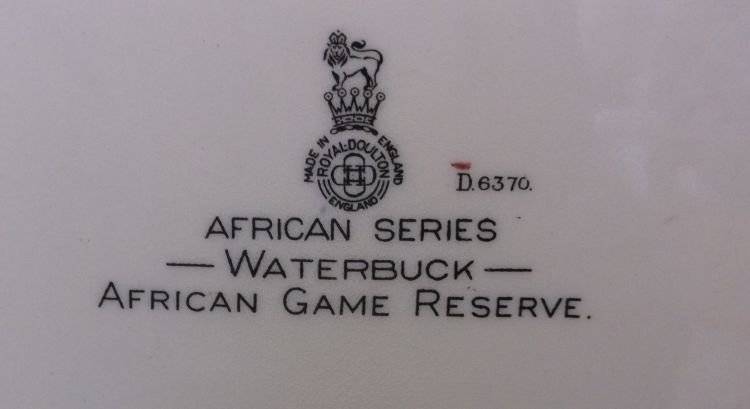 MADE IN ENGLAND
ROYAL·DOULTON
ENGLAND
D.6370.
AFRICAN SERIES
— WATERBUCK —
AFRICAN GAME RESERVE.